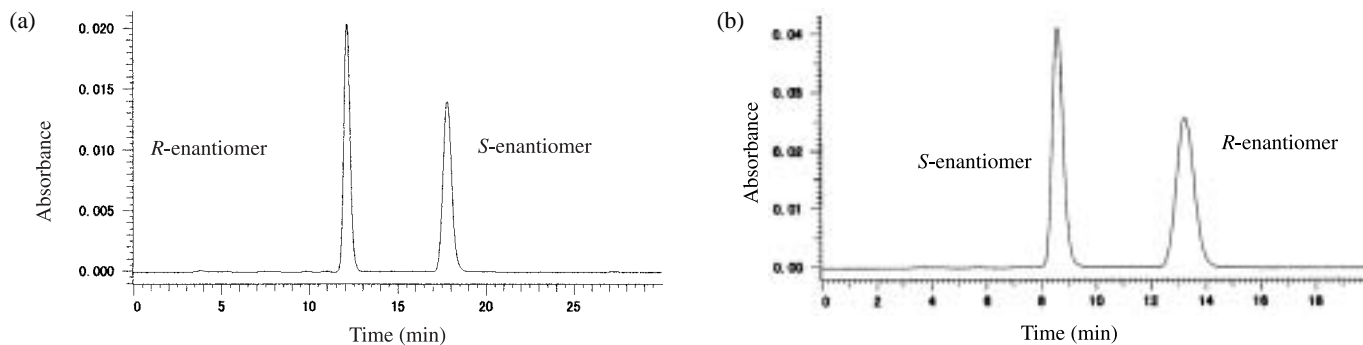 (a)
0.020
0.015
0.010
0.005
0.000
Absorbance
R-enantiomer
S-enantiomer
0 5 10 15 20 25
Time (min)
(b)
0.04
0.03
0.02
0.01
0.00
Absorbance
S-enantiomer
R-enantiomer
0 2 4 6 8 10 12 14 16 18
Time (min)